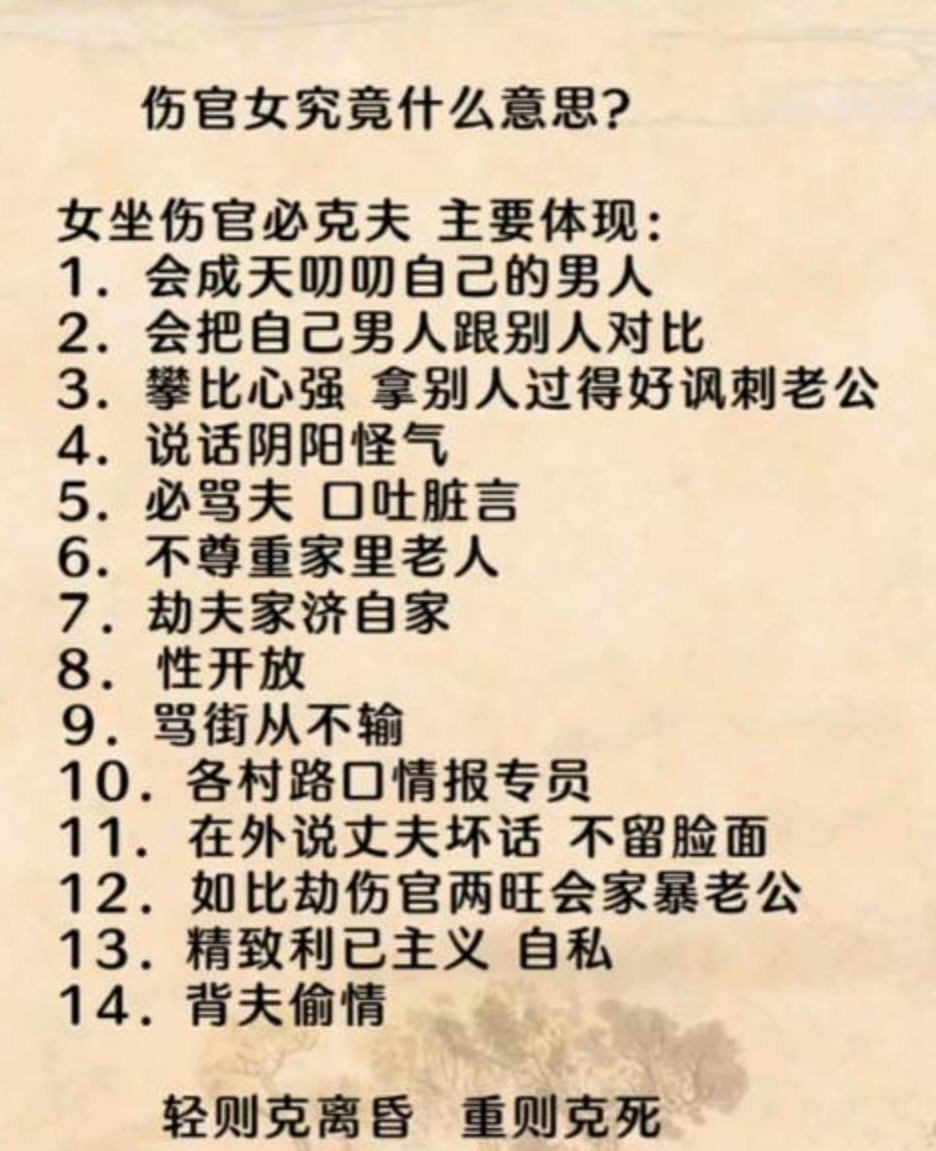 伤官女究竟什么意思?
女坐伤官必克夫 主要体现:
1. 会成天叨叨自己的男人
2. 会把自己男人跟别人对比
3. 攀比心强 拿别人过得好讽刺老公
4. 说话阴阳怪气
5. 必骂夫 口吐脏言
6. 不尊重家里老人
7. 劫夫家济自家
8. 性开放
9. 骂街从不输
10. 各村路口情报专员
11. 在外说丈夫坏话 不留脸面
12. 如比劫伤官两旺会家暴老公
13. 精致利已主义 自私
14. 背夫偷情
轻则克离昏 重则克死